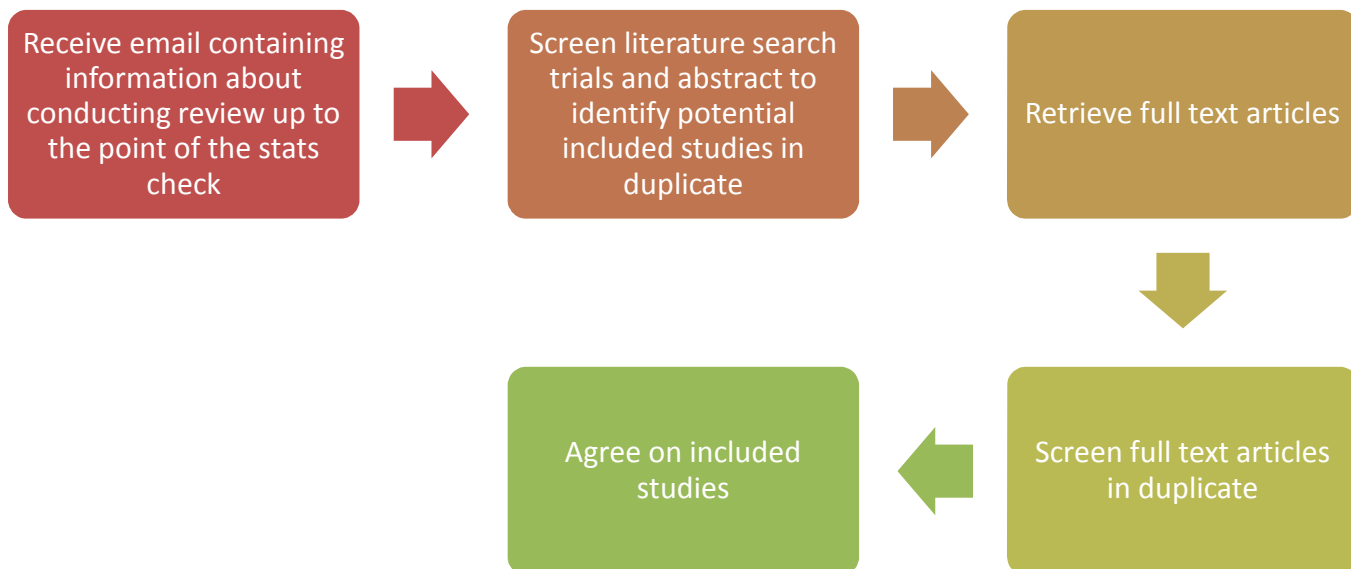 Receive email containing
information about
conducting review up to
the point of the stats
check
Screen literature search
trials and abstract to
identify potential
included studies in
duplicate
Retrieve full text articles
Screen full text articles
in duplicate
Agree on included
studies